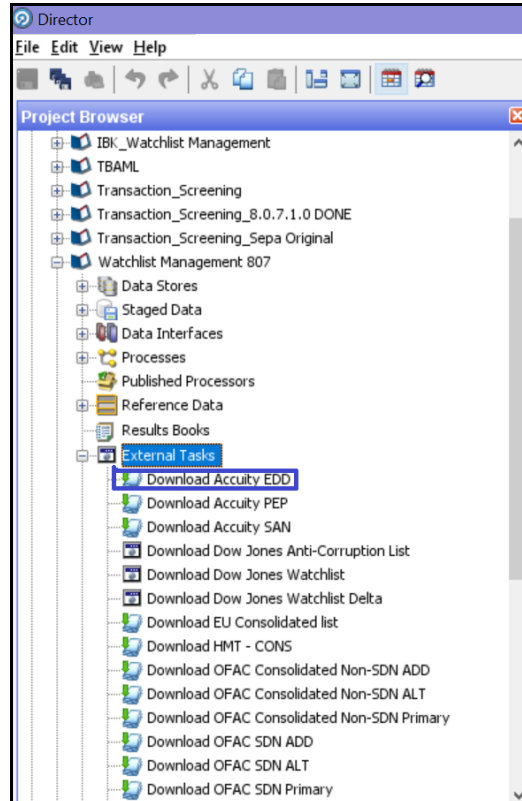 Director
File Edit View Help
Project Browser
IBK_Watchlist Management
TBAML
Transaction_Screening
Transaction_Screening_8.0.7.1.0 DONE
Transaction_Screening_Sepa Original
Watchlist Management 807
Data Stores
Staged Data
Data Interfaces
Processes
Published Processors
Reference Data
Results Books
External Tasks
Download Accuity EDD
Download Accuity PEP
Download Accuity SAN
Download Dow Jones Anti-Corruption List
Download Dow Jones Watchlist
Download Dow Jones Watchlist Delta
Download EU Consolidated list
Download HMT - CONS
Download OFAC Consolidated Non-SDN ADD
Download OFAC Consolidated Non-SDN ALT
Download OFAC Consolidated Non-SDN Primary
Download OFAC SDN ADD
Download OFAC SDN ALT
Download OFAC SDN Primary